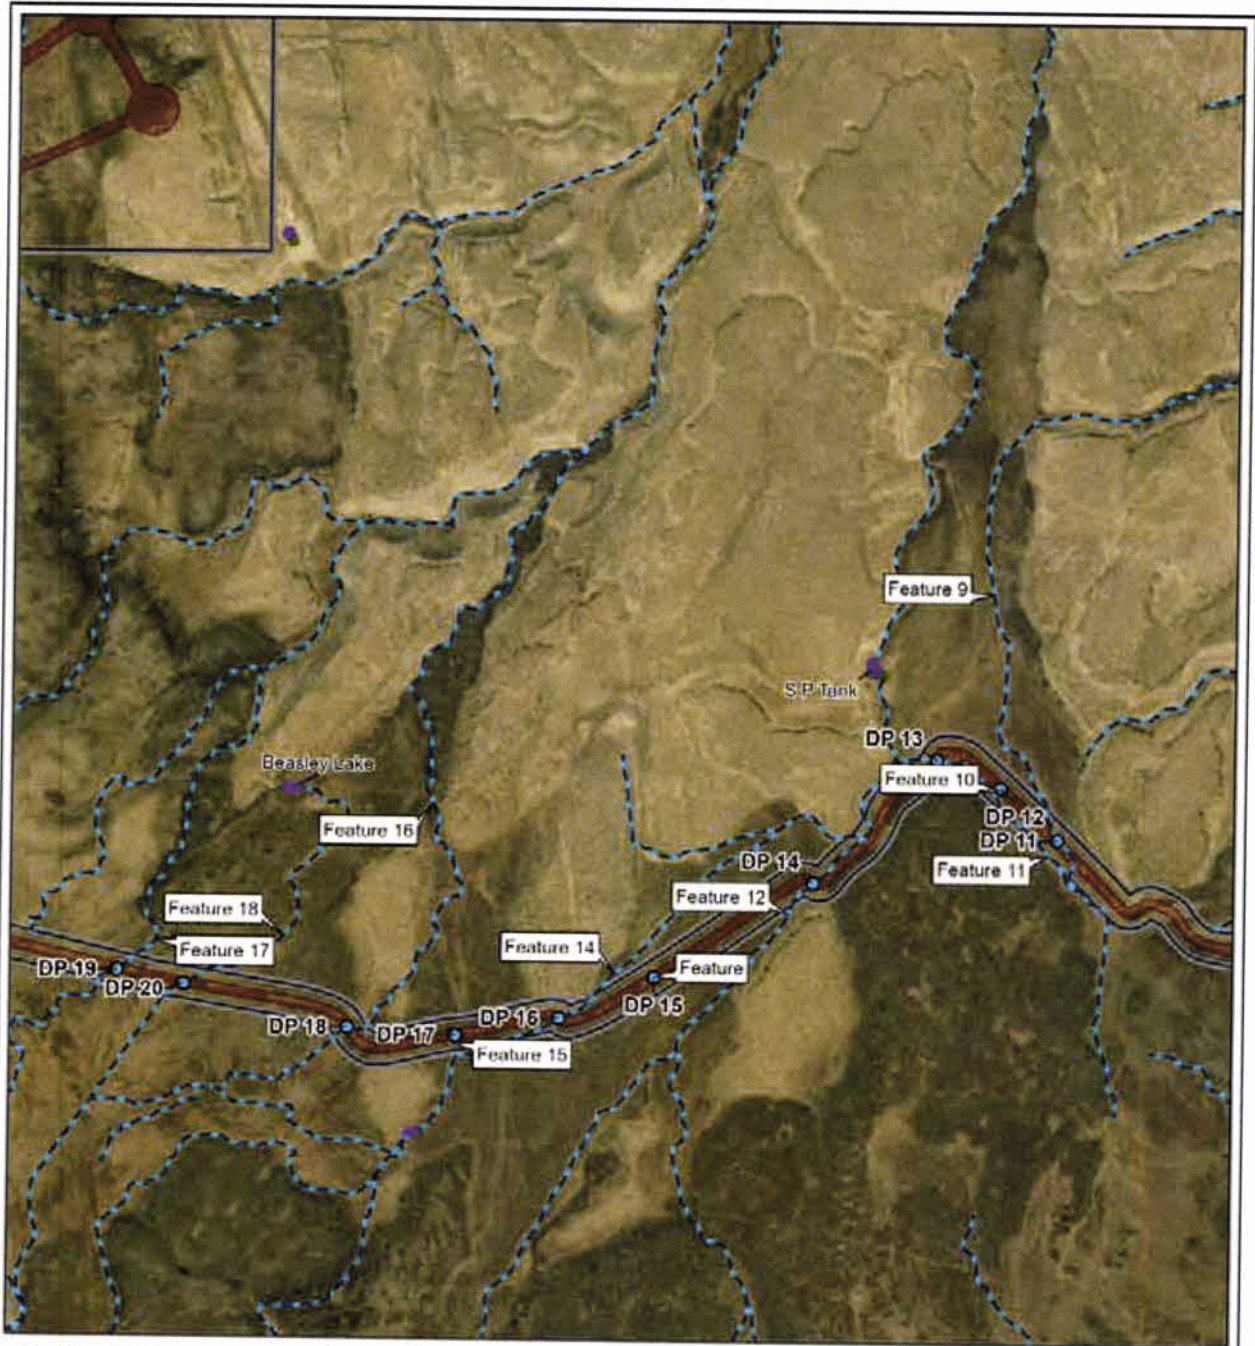 Feature 9
S P Tank
DP 13
Beasley Lake
Feature 10
DP 12
Feature 16
DP 11
DP 14
Feature 11
Feature 12
Feature 18
Feature 14
Feature 17
DP 19
Feature
DP 20
DP 15
DP 16
DP 18
DP 17
Feature 15